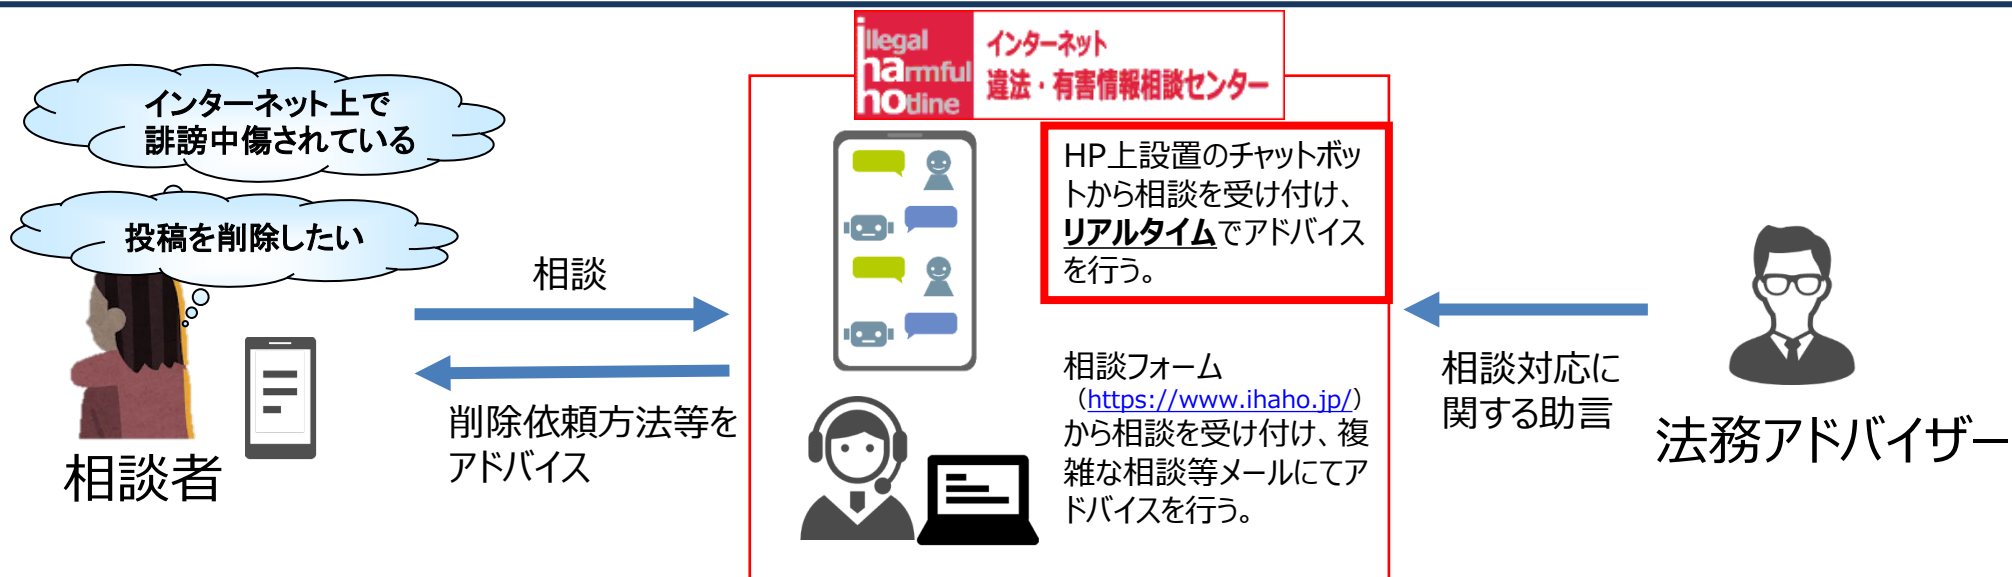 illegal
harmful
hotline
インターネット
違法・有害情報相談センター
インターネット上で
誹謗中傷されている
投稿を削除したい
相談者
相談
削除依頼方法等を
アドバイス
HP上設置のチャットボッ
トから相談を受け付け、
リアルタイムでアドバイス
を行う。
相談フォーム
（https://www.ihaho.jp/）
から相談を受け付け、複
雑な相談等メールにてア
ドバイスを行う。
相談対応に
関する助言
法務アドバイザー